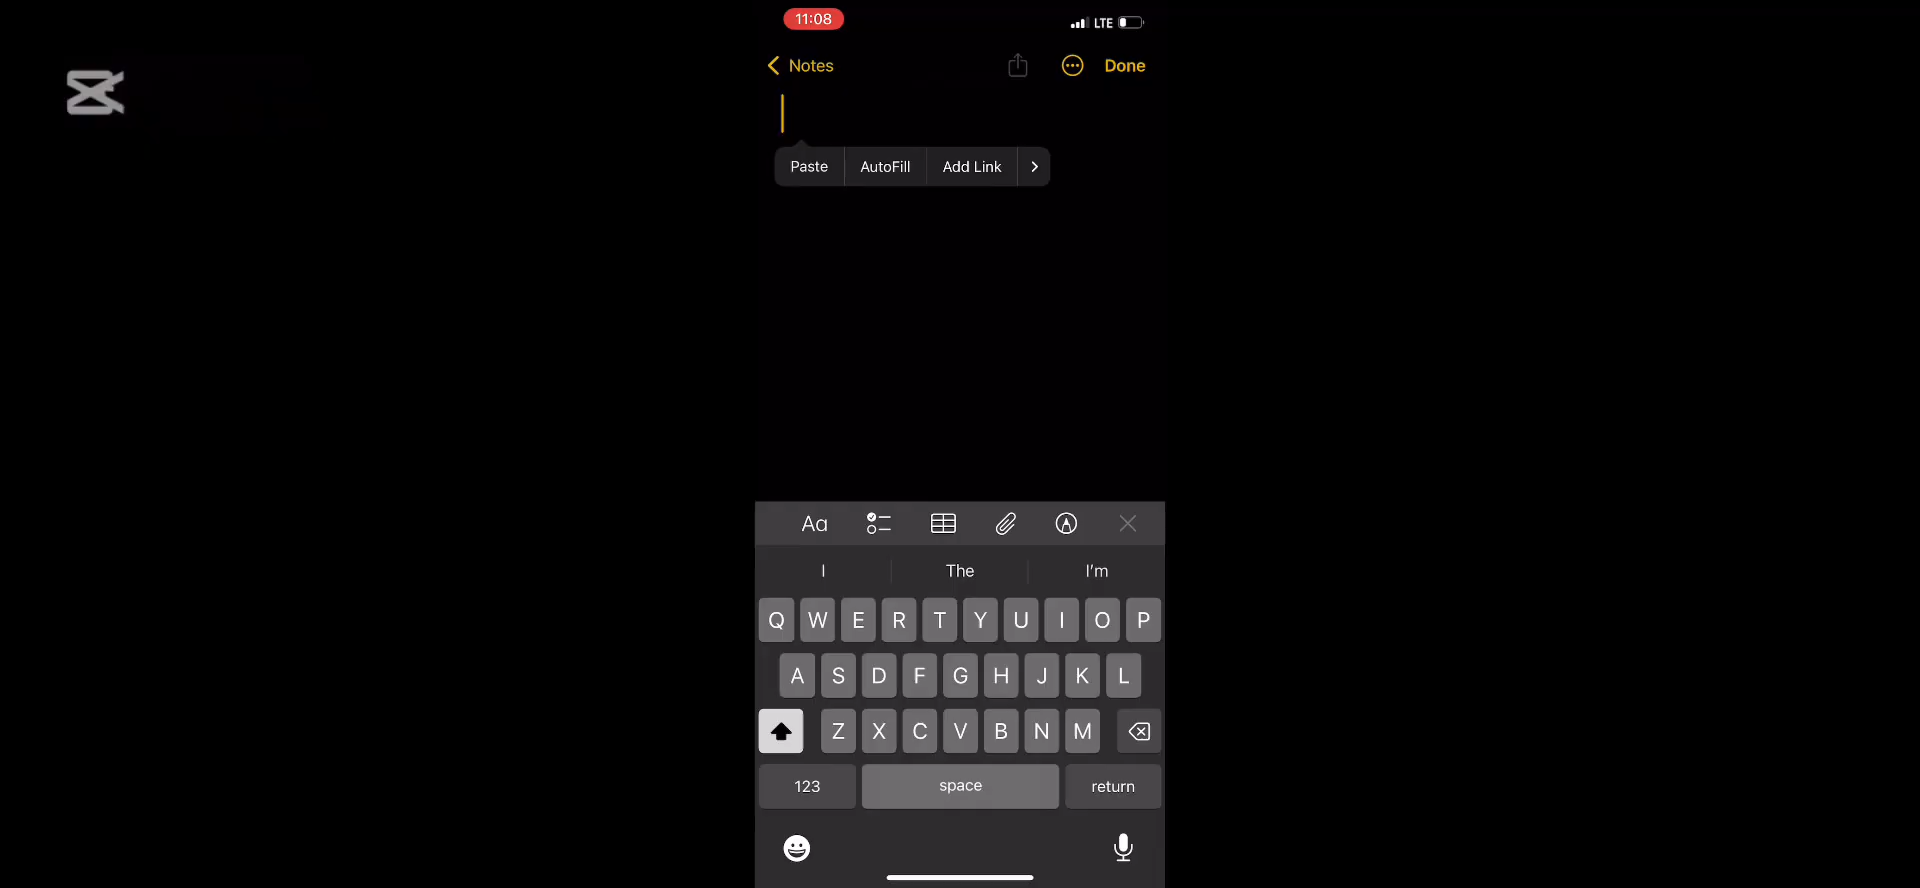 11:08 LTE
Notes Done
Paste AutoFill Add Link
Aa
I The I'm
Q W E R T Y U I O P
A S D F G H J K L
Z X C V B N M
123 space return